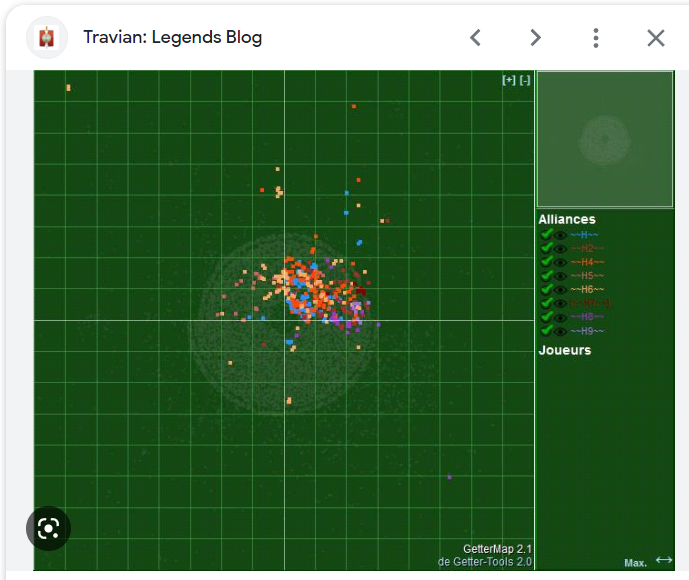 Travian: Legends Blog
[+] [-]
Alliances
~~H~~
~~H2~~
~~H4~~
~~H5~~
~~H6~~
~~H8~~
~~H9~~
Joueurs
GetterMap 2.1
de Getter-Tools 2.0
Max.